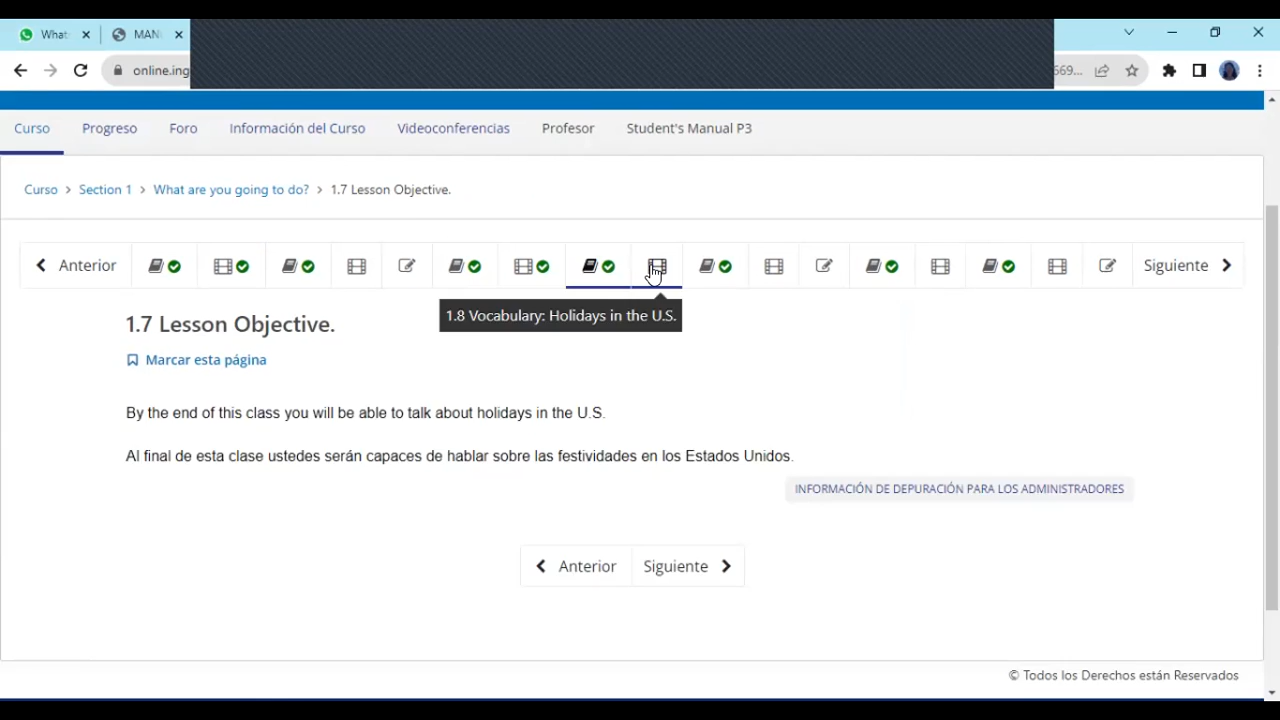 What
MAN
online.ing
669...
Curso
Progreso
Foro
Información del Curso
Videoconferencias
Profesor
Student's Manual P3
Curso > Section 1 > What are you going to do? > 1.7 Lesson Objective.
Anterior
Siguiente
1.8 Vocabulary: Holidays in the U.S.
1.7 Lesson Objective.
Marcar esta página
By the end of this class you will be able to talk about holidays in the U.S.
Al final de esta clase ustedes serán capaces de hablar sobre las festividades en los Estados Unidos.
INFORMACIÓN DE DEPURACIÓN PARA LOS ADMINISTRADORES
Anterior
Siguiente
© Todos los Derechos están Reservados